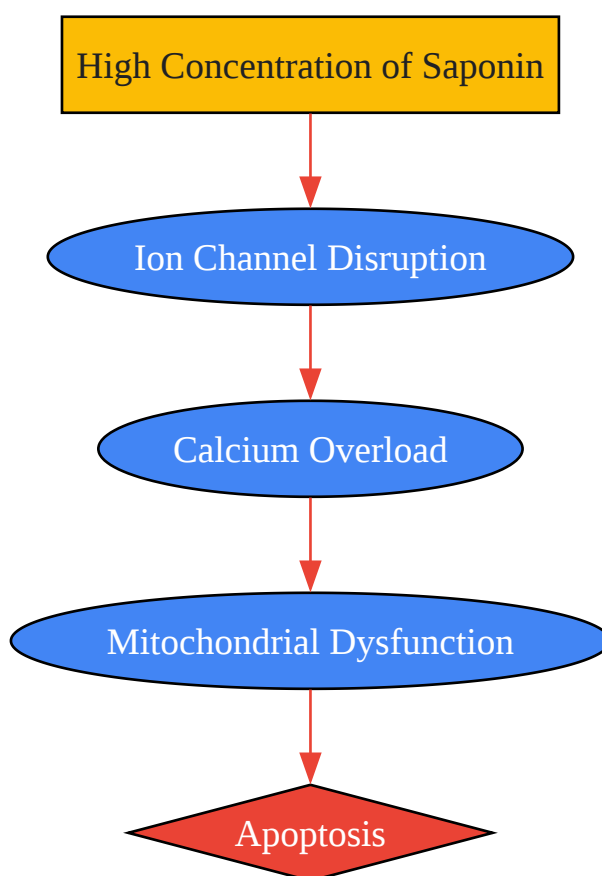 High Concentration of Saponin
Ion Channel Disruption
Calcium Overload
Mitochondrial Dysfunction
Apoptosis